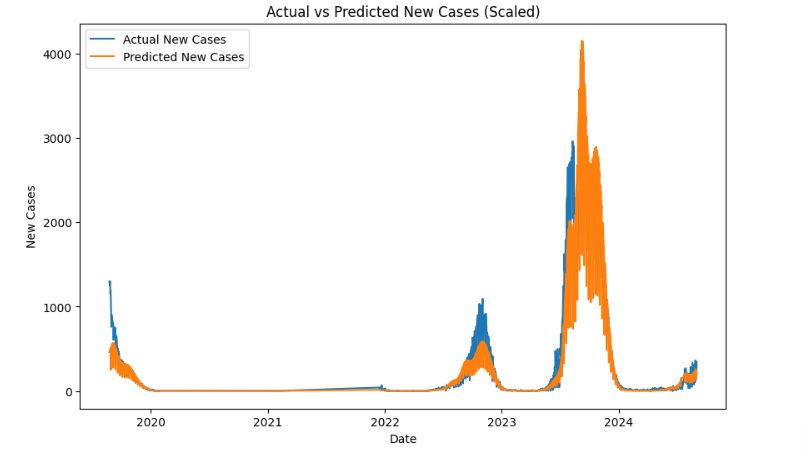 Actual vs Predicted New Cases (Scaled)
Actual New Cases
Predicted New Cases
4000
3000
2000
1000
0
New Cases
2020 2021 2022 2023 2024
Date